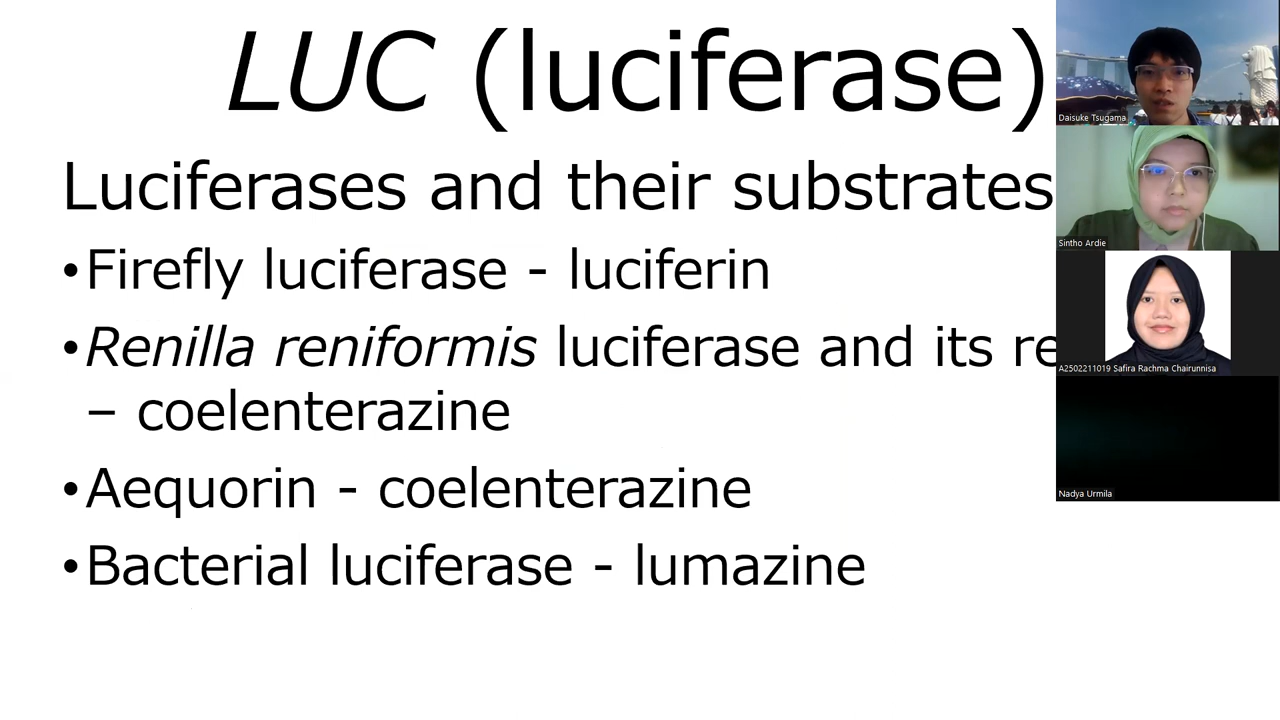 LUC (luciferase)
Luciferases and their substrates
•Firefly luciferase - luciferin
•Renilla reniformis luciferase and its
– coelenterazine
•Aequorin - coelenterazine
•Bacterial luciferase - lumazine
Daisuke Tsugama
Sintho Ardie
A2502211019 Safira Rachma Chairunnisa
Nadya Urmila